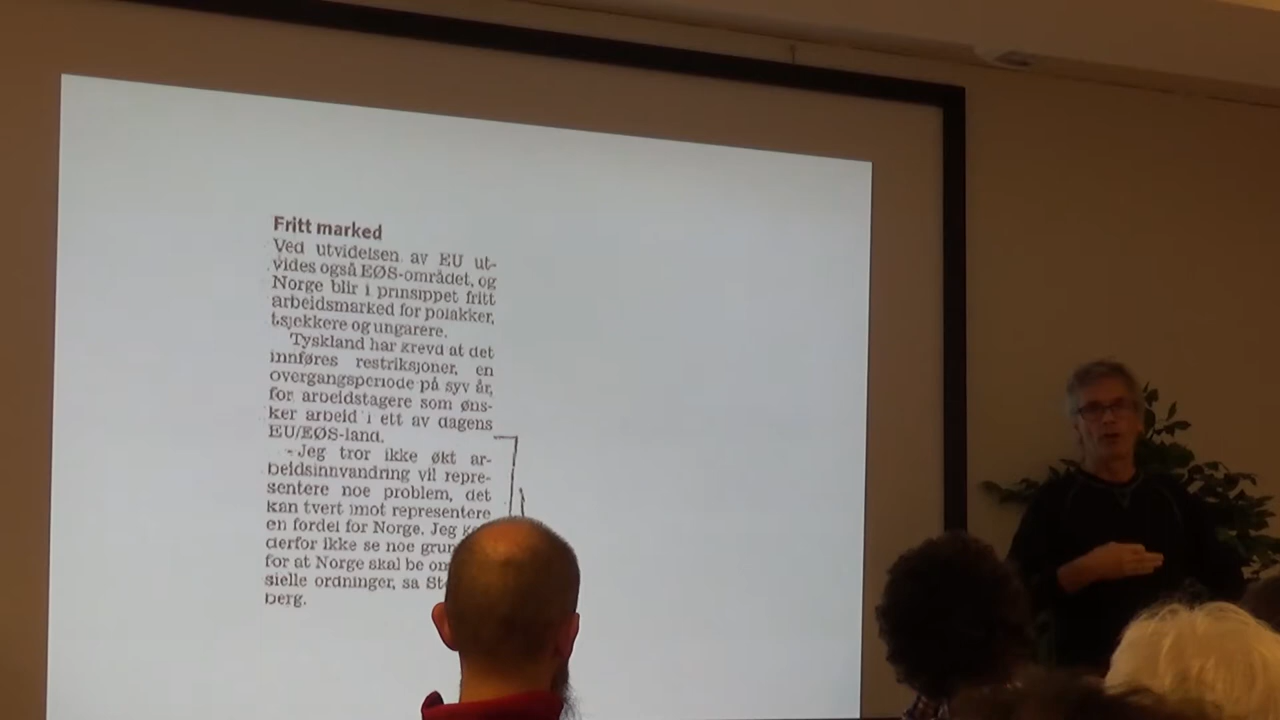 Fritt marked
Ved utvidelsen av EU ut-
vides også EØS-området, og
Norge blir i prinsippet fritt
arbeidsmarked for polakker,
tsjekkere og ungarere.
Tyskland har krevd at det
innføres restriksjoner, en
overgangsperiode på syv år,
for arbeidstagere som øns-
ker arbeid i ett av dagens
EU/EØS-land.
- Jeg tror ikke økt ar-
beidsinnvandring vil repre-
sentere noe problem, det
kan tvert imot representere
en fordel for Norge. Jeg
derfor ikke se noe
for at Norge skal be om
sielle ordninger, sa
berg.